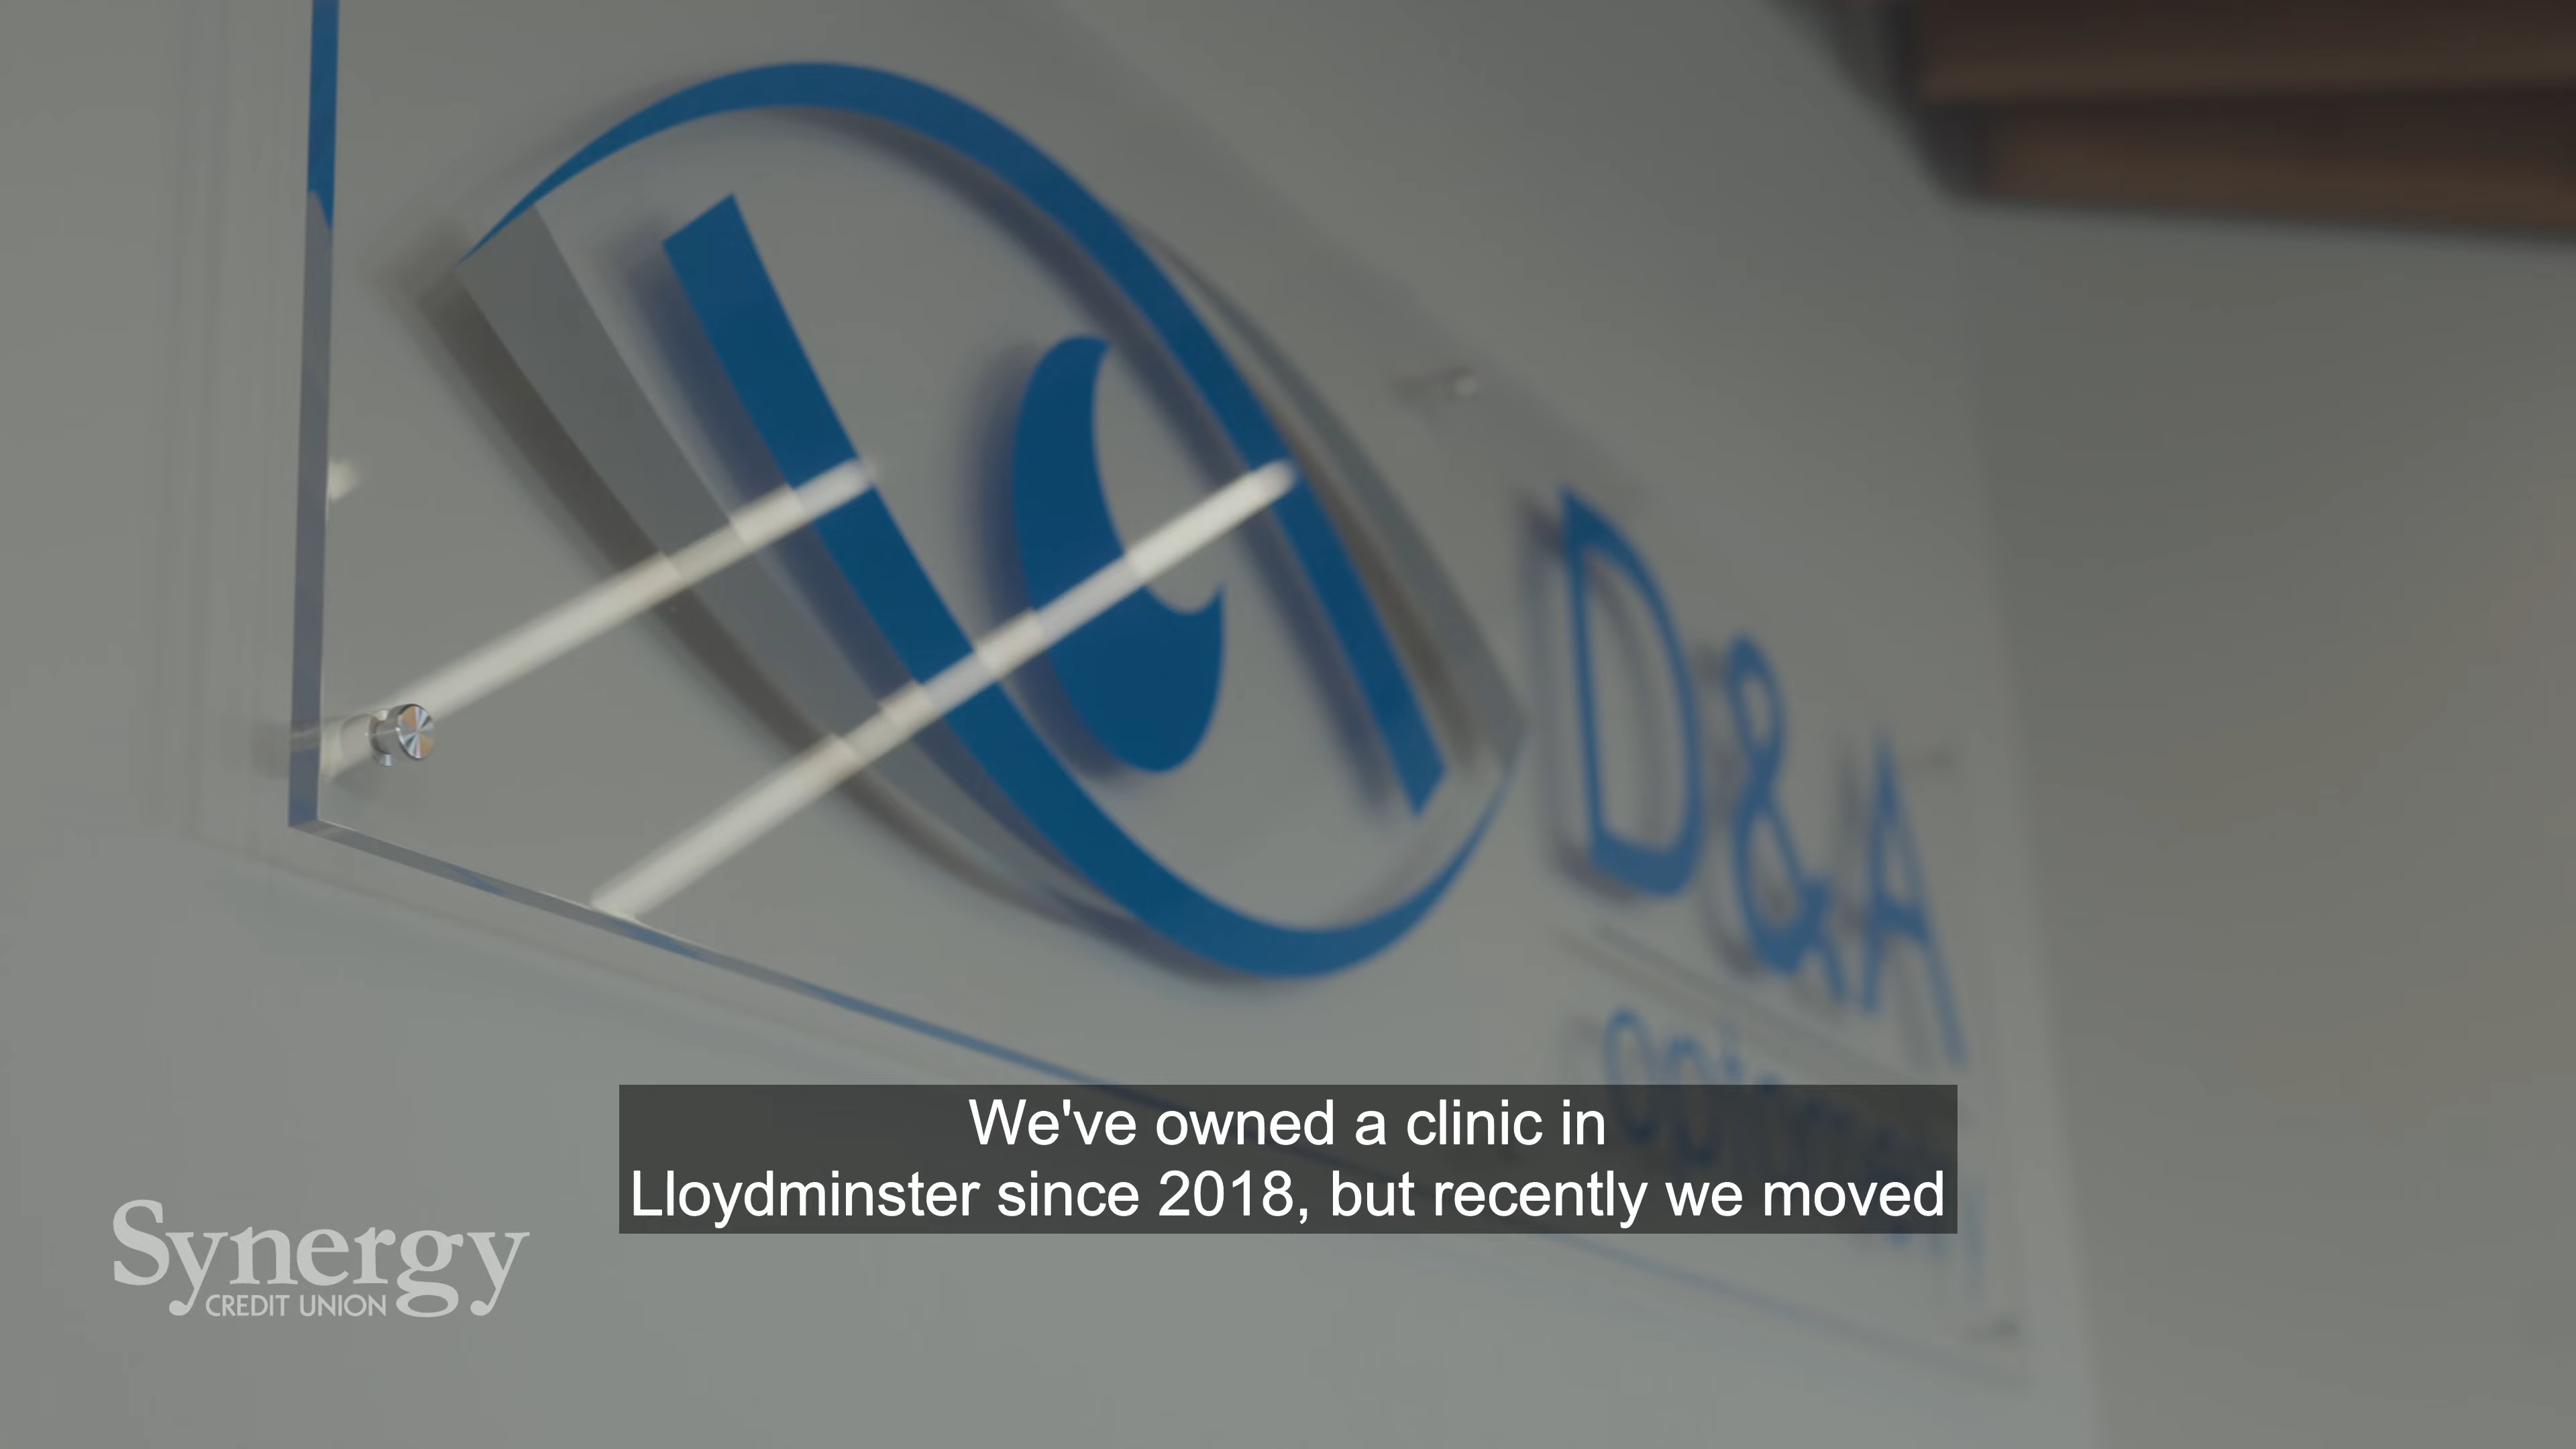 D&A
We've owned a clinic in
Lloydminster since 2018, but recently we moved
Synergy
CREDIT UNION